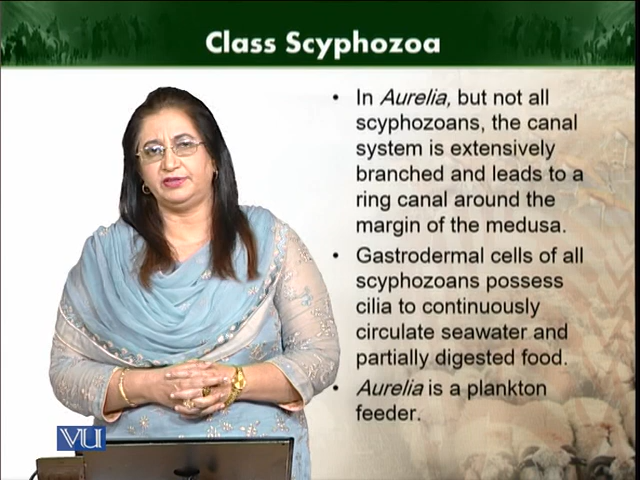 Class Scyphozoa
• In Aurelia, but not all
scyphozoans, the canal
system is extensively
branched and leads to a
ring canal around the
margin of the medusa.
• Gastrodermal cells of all
scyphozoans possess
cilia to continuously
circulate seawater and
partially digested food.
• Aurelia is a plankton
feeder.
VU